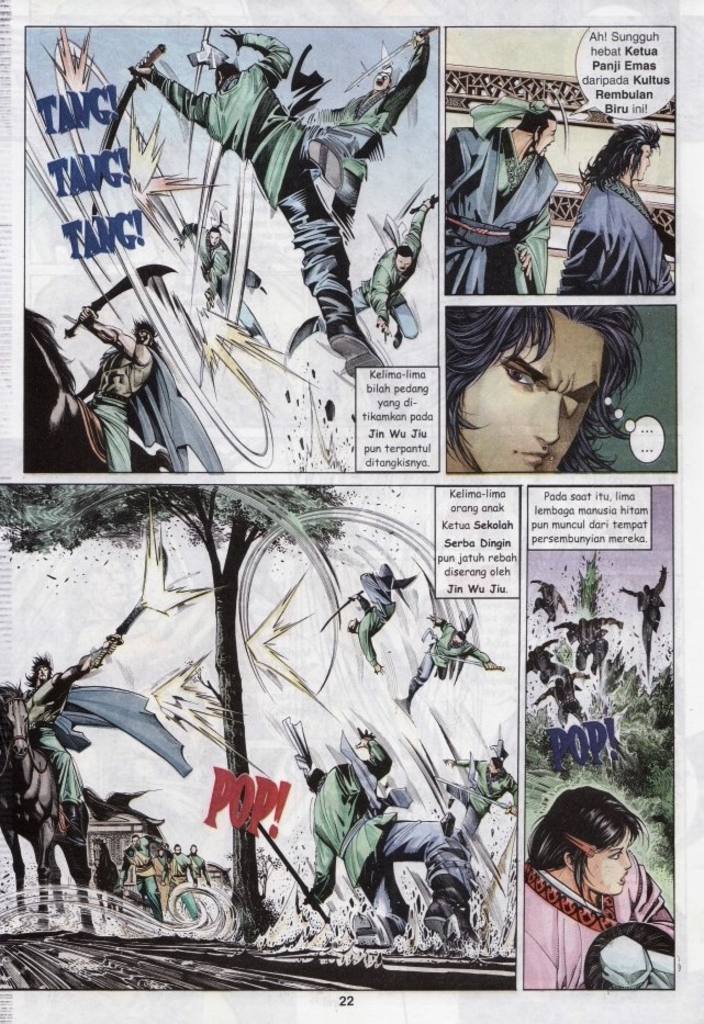 TANG!
TANG!
TANG!
Kelima-lima
bilah pedang
yang di-
tikamkan pada
Jin Wu Jiu
pun terpental
ditangkisnya.
Ah! Sungguh
hebat Ketua
Panji Emas
daripada Kultus
Rembulan
Biru ini!
...
...
POP!
Kelima-lima
orang anak
Ketua Sekolah
Serba Dingin
pun jatuh rebah
diserang oleh
Jin Wu Jiu.
Pada saat itu, lima
lembaga manusia hitam
pun muncul dari tempat
persembunyian mereka.
POP!
22